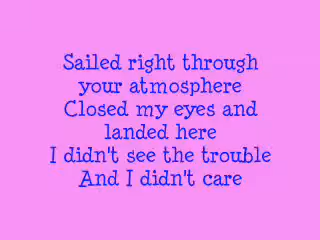 Sailed right through
your atmosphere
Closed my eyes and
landed here
I didn't see the trouble
And I didn't care